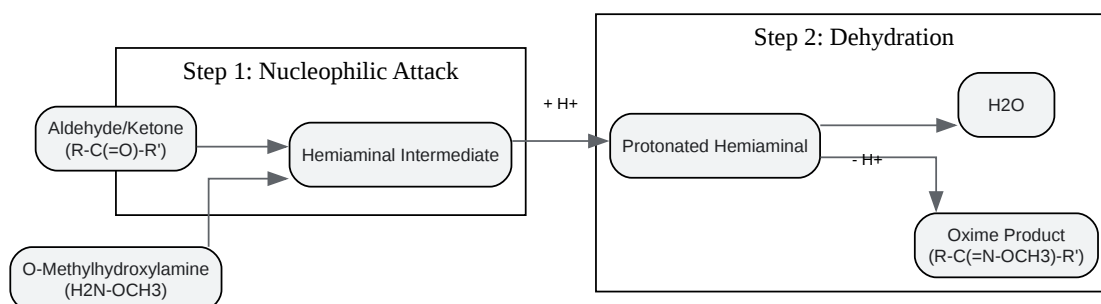 Step 1: Nucleophilic Attack
Aldehyde/Ketone
(R-C(=O)-R')
Hemiaminal Intermediate
O-Methylhydroxylamine
(H2N-OCH3)
+ H+
Step 2: Dehydration
Protonated Hemiaminal
H2O
- H+
Oxime Product
(R-C(=N-OCH3)-R')